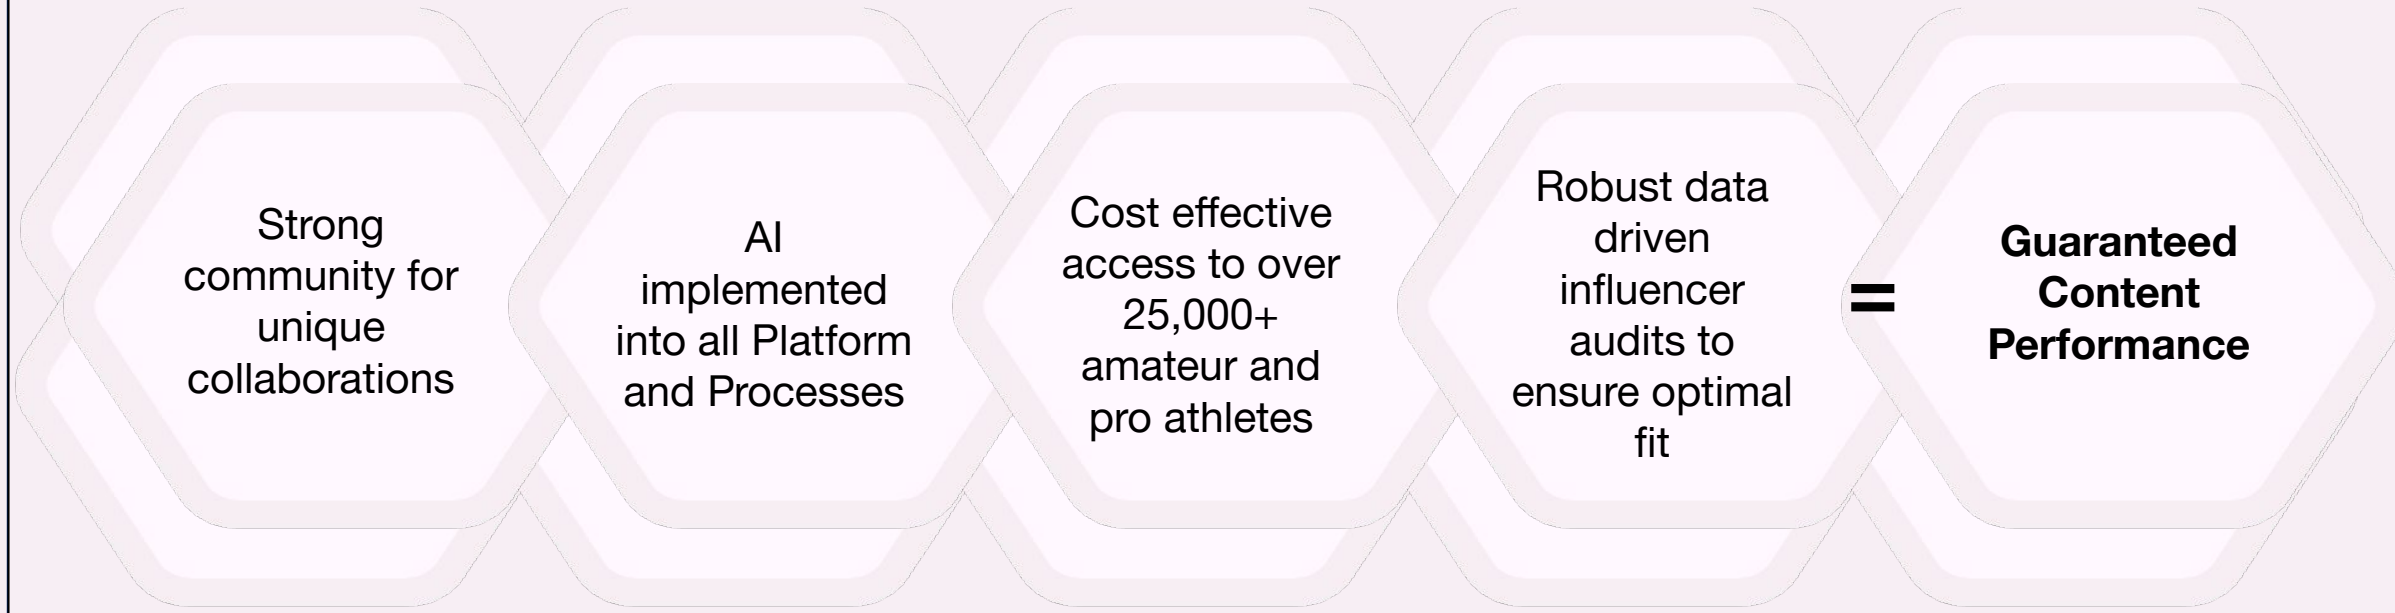 Strong
community for
unique
collaborations
AI
implemented
into all Platform
and Processes
Cost effective
access to over
25,000+
amateur and
pro athletes
Robust data
driven
influencer
audits to
ensure optimal
fit
=
Guaranteed
Content
Performance